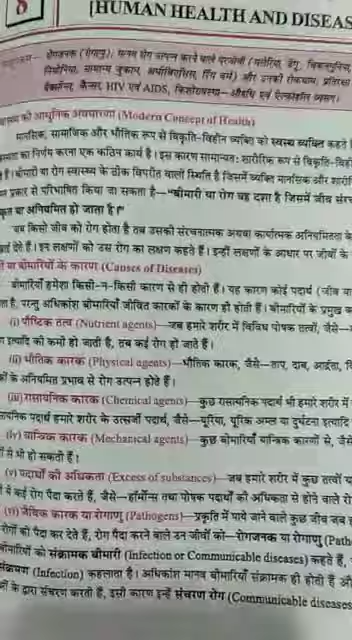 8
[HUMAN HEALTH AND DISEAS
रोगजनक (रोगाणु); मानव रोग उत्पन्न करने वाले परजीवी (मलेरिया, डेंगू, चिकनगुनिया,
निमोनिया, सामान्य जुकाम, अमीबिएसिस, रिंग वर्म) और उनकी रोकथाम, प्रतिरक्षा
कैन्सर, HIV एवं AIDS, किशोरावस्था—औषधि एवं ऐल्कोहॉल व्यसन।
की आधुनिक अवधारणा (Modern Concept of Health)
मानसिक, सामाजिक और भौतिक रूप से विकृति-विहीन व्यक्ति को स्वस्थ व्यक्ति कहते
का निर्णय करना एक कठिन कार्य है। इस कारण सामान्यतः शारीरिक रूप से विकृति-विही
हैं। बीमारी या रोग स्वास्थ्य के ठीक विपरीत वाली स्थिति है जिसमें व्यक्ति मानसिक और शारी
प्रकार से परिभाषित किया जा सकता है—"बीमारी या रोग वह दशा है जिसमें जीव संरच
या अनियमित हो जाता है।"
जब किसी जीव को रोग होता है तब उसकी संरचनात्मक अथवा कार्यात्मक अनियमितता के
देते हैं। इन लक्षणों को उस रोग का लक्षण कहते हैं। इन्हीं लक्षणों के आधार पर जीवों के
या बीमारियों के कारण (Causes of Diseases)
बीमारियाँ हमेशा किसी-न-किसी कारण से ही होती हैं। यह कारण कोई पदार्थ (जीव या
है, परन्तु अधिकांश बीमारियाँ जीवित कारकों के कारण ही होती हैं। बीमारियों के प्रमुख क
(i) पौष्टिक तत्व (Nutrient agents)—जब हमारे शरीर में विविध पोषक तत्वों, जैसे—
इत्यादि की कमी हो जाती है, तब कई रोग हो जाते हैं।
(ii) भौतिक कारक (Physical agents)—भौतिक कारक, जैसे—ताप, दाब, आर्द्रता,
के अनियमित प्रभाव से रोग उत्पन्न होते हैं।
(iii) रासायनिक कारक (Chemical agents)—कुछ रासायनिक पदार्थ भी हमारे शरीर में
पदार्थ हमारे शरीर के उत्सर्जी पदार्थ, जैसे—यूरिया, यूरिक अम्ल या दुर्घटना इत्यादि
(iv) यान्त्रिक कारक (Mechanical agents)—कुछ बीमारियाँ यान्त्रिक कारणों से, जैसे
से भी हो सकती हैं।
(v) पदार्थों की अधिकता (Excess of substances)—जब हमारे शरीर में कुछ तत्वों या
में कई रोग पैदा करते हैं, जैसे—हॉर्मोन्स तथा पोषक पदार्थों की अधिकता से होने वाले रो
(vi) जैविक कारक या रोगाणु (Pathogens)—प्रकृति में पाये जाने वाले कुछ जीव जब ह
रोगों को पैदा कर देते हैं, रोग पैदा करने वाले उन जीवों को—रोगजनक या रोगाणु (Path
बीमारियों को संक्रामक बीमारी (Infection or Communicable diseases) कहते हैं,
संक्रमण (Infection) कहलाता है। अधिकांश मानव बीमारियाँ संक्रामक ही होती हैं औ
के द्वारा संचरण करती हैं, इसी कारण इन्हें संचरण रोग (Communicable diseases